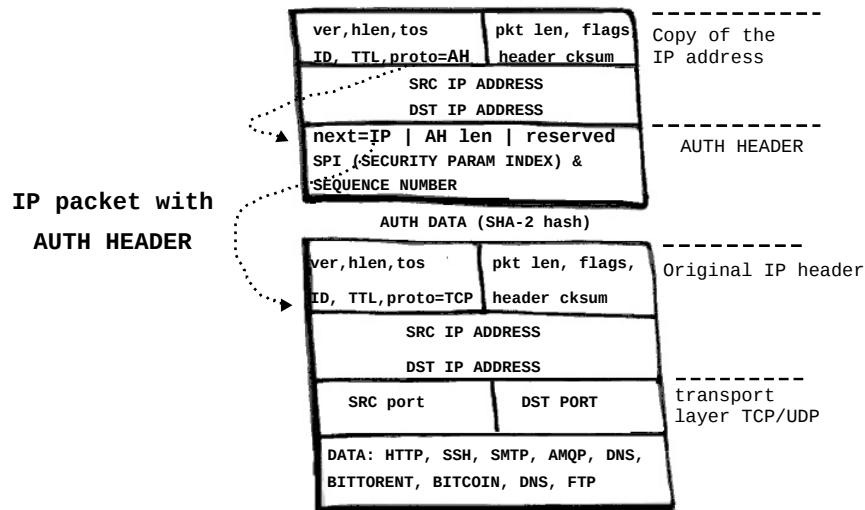 ver,hlen,tos
pkt len, flags,
Copy of the
ID, TTL,proto=AH
header cksum
IP address
SRC IP ADDRESS
DST IP ADDRESS
next=IP | AH len | reserved
AUTH HEADER
SPI (SECURITY PARAM INDEX) &
SEQUENCE NUMBER
IP packet with
AUTH HEADER
AUTH DATA (SHA-2 hash)
ver,hlen,tos
pkt len, flags,
Original IP header
ID, TTL,proto=TCP
header cksum
SRC IP ADDRESS
DST IP ADDRESS
SRC port
DST PORT
transport
layer TCP/UDP
DATA: HTTP, SSH, SMTP, AMQP, DNS,
BITTORENT, BITCOIN, DNS, FTP